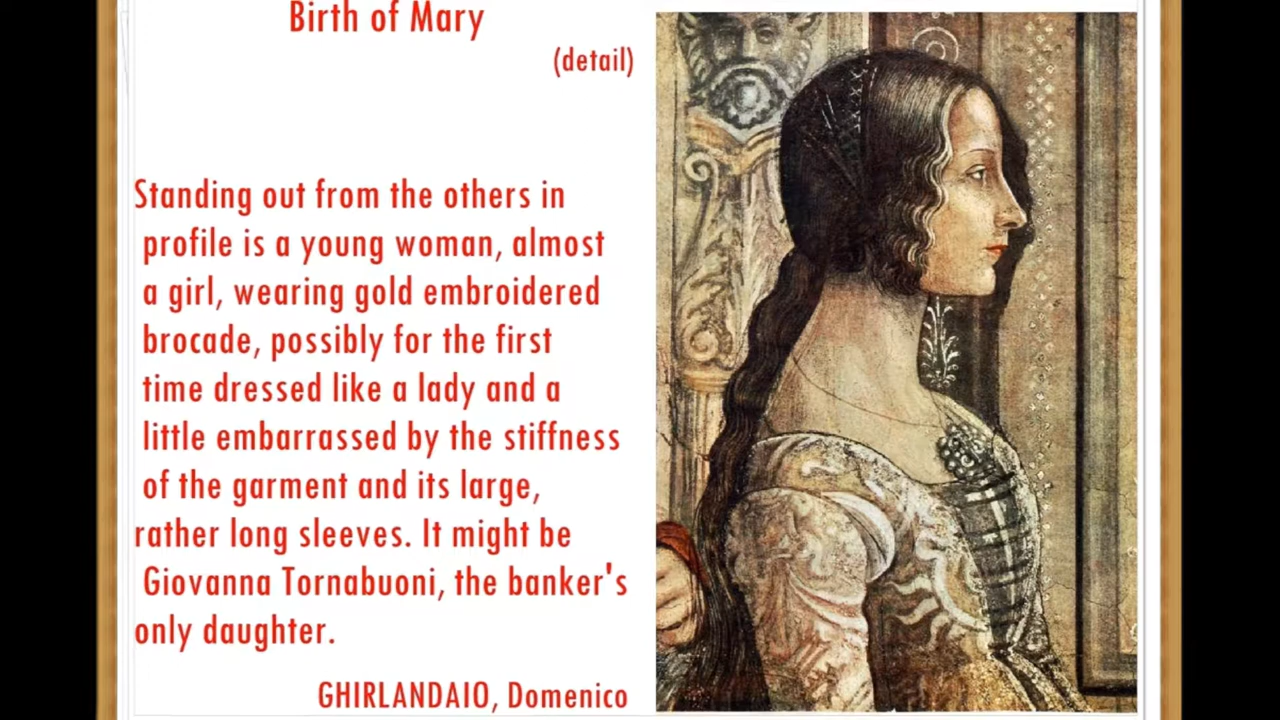 Birth of Mary
(detail)
Standing out from the others in
profile is a young woman, almost
a girl, wearing gold embroidered
brocade, possibly for the first
time dressed like a lady and a
little embarrassed by the stiffness
of the garment and its large,
rather long sleeves. It might be
Giovanna Tornabuoni, the banker's
only daughter.
GHIRLANDAIO, Domenico